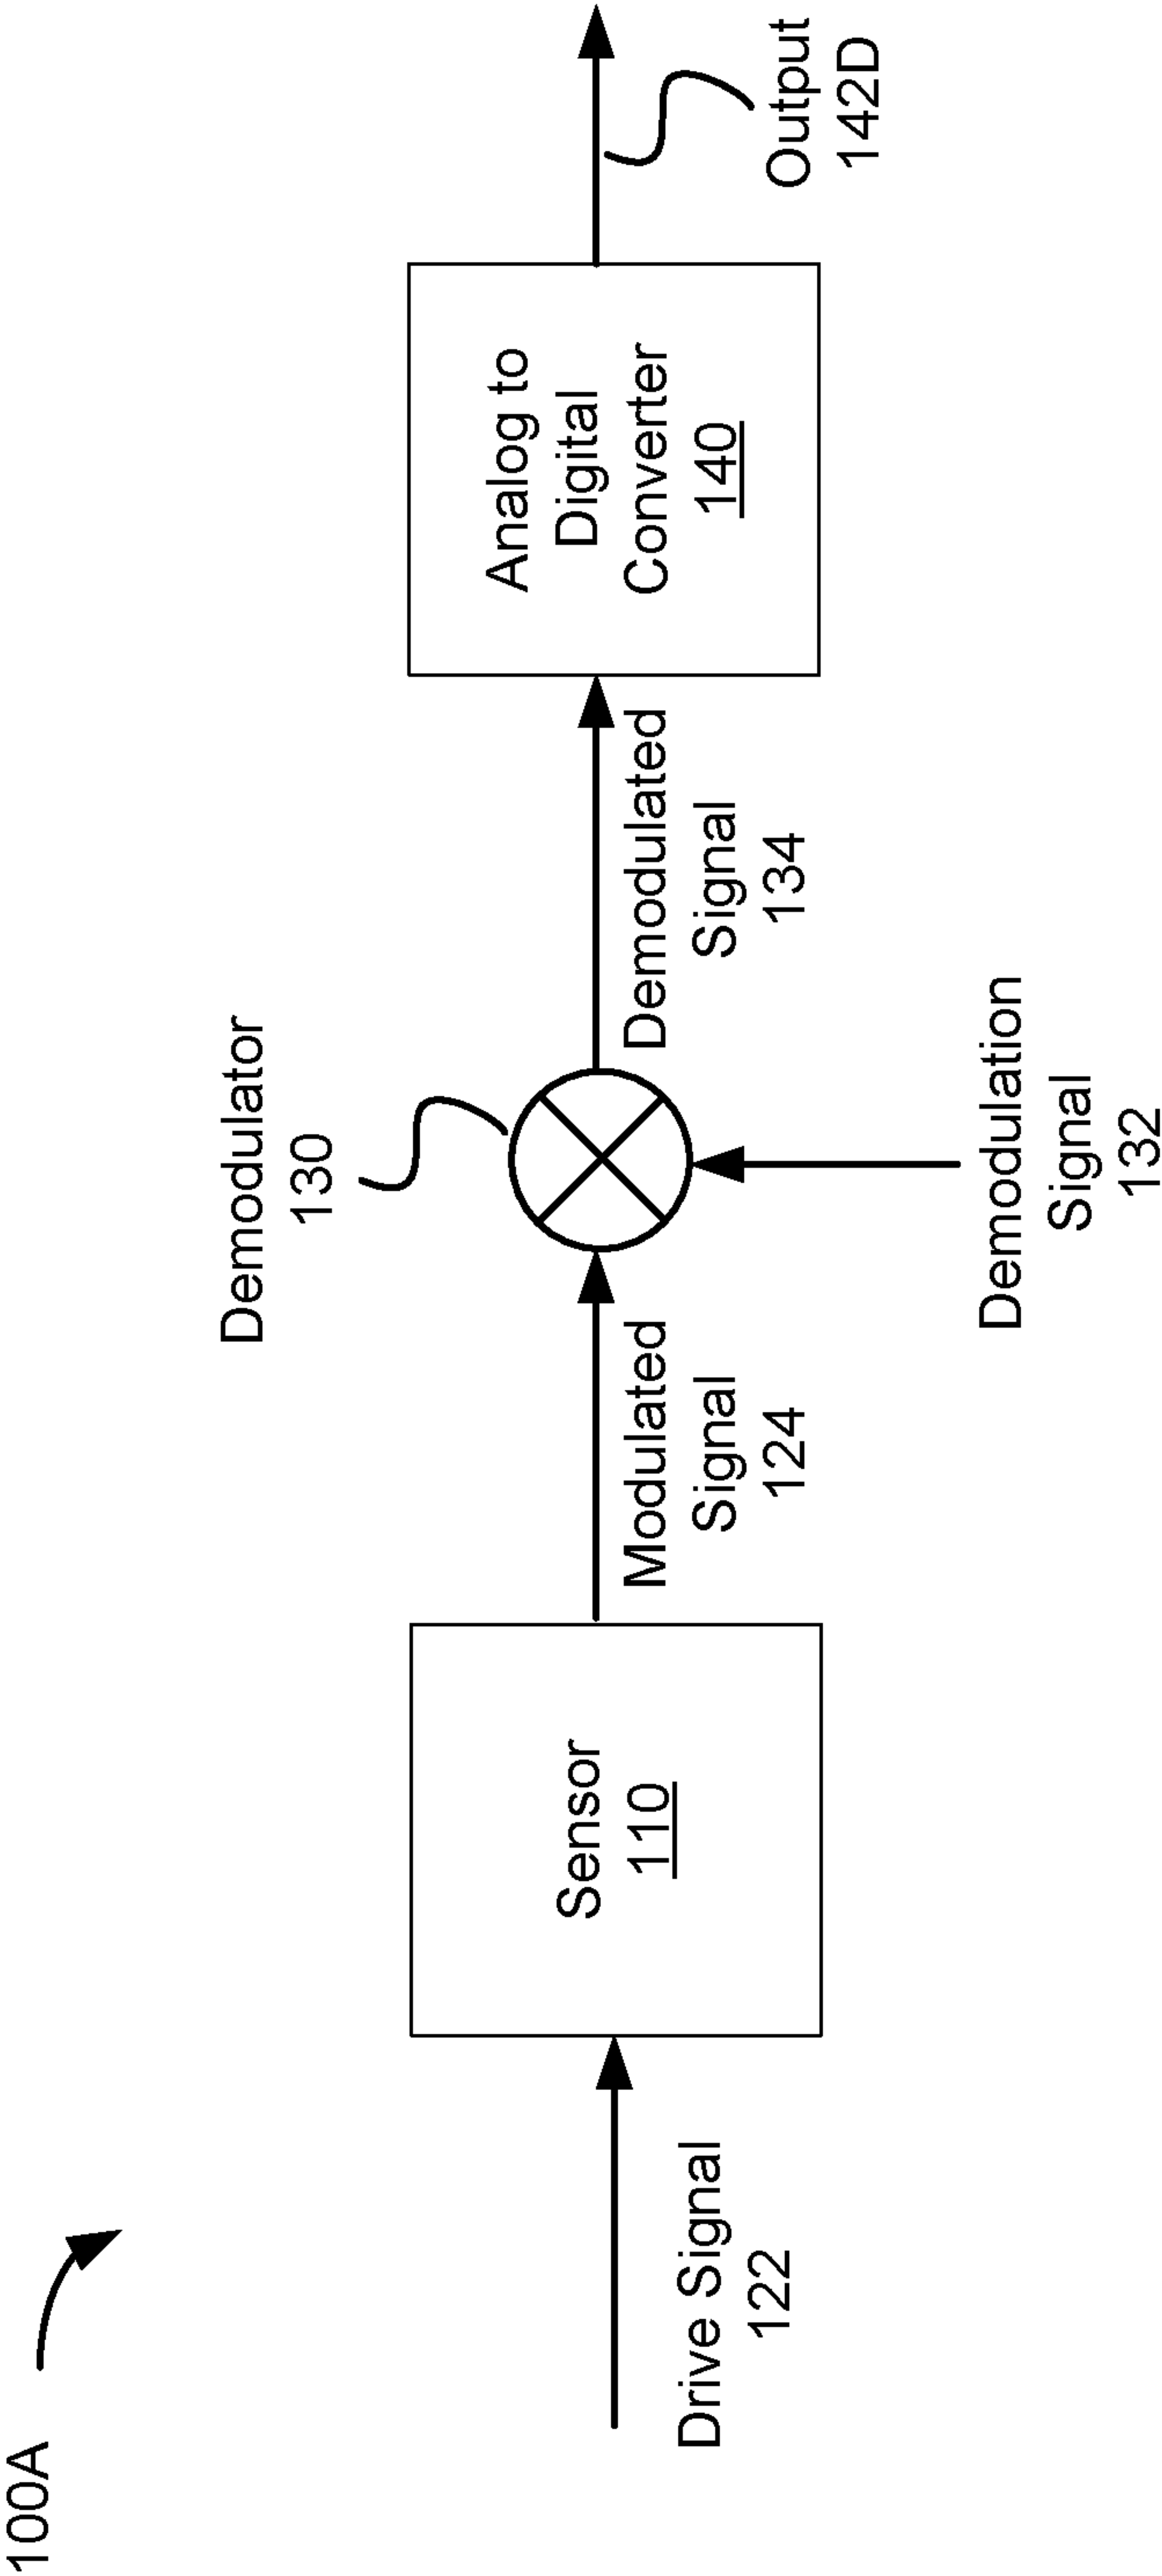 100A
Drive Signal
122
Sensor
110
Modulated
Signal
124
Demodulator
130
Demodulation
Signal
132
Demodulated
Signal
134
Analog to
Digital
Converter
140
Output
142D